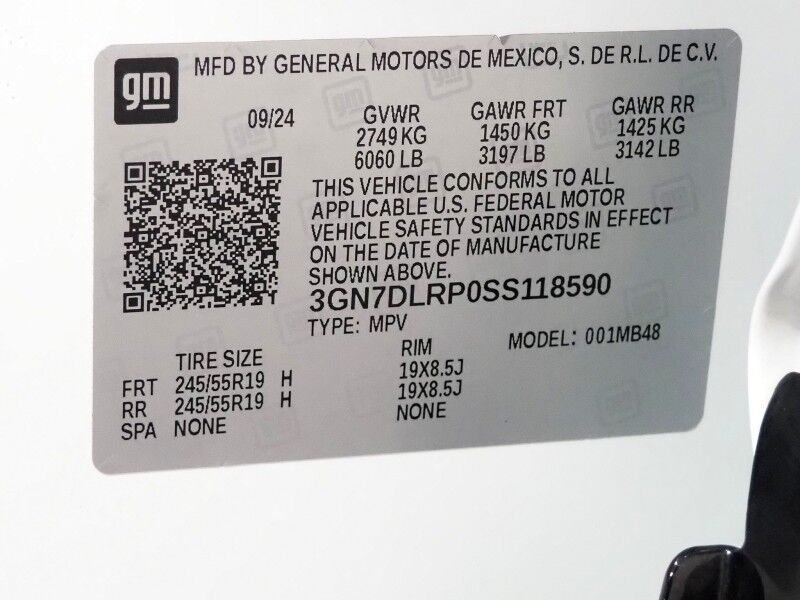 gm
MFD BY GENERAL MOTORS DE MEXICO, S. DE R.L. DE C.V.
09/24 GVWR GAWR FRT GAWR RR
2749 KG 1450 KG 1425 KG
6060 LB 3197 LB 3142 LB
THIS VEHICLE CONFORMS TO ALL
APPLICABLE U.S. FEDERAL MOTOR
VEHICLE SAFETY STANDARDS IN EFFECT
ON THE DATE OF MANUFACTURE
SHOWN ABOVE.
3GN7DLRP0SS118590
TYPE: MPV MODEL: 001MB48
TIRE SIZE RIM
FRT 245/55R19 H 19X8.5J
RR 245/55R19 H 19X8.5J
SPA NONE NONE